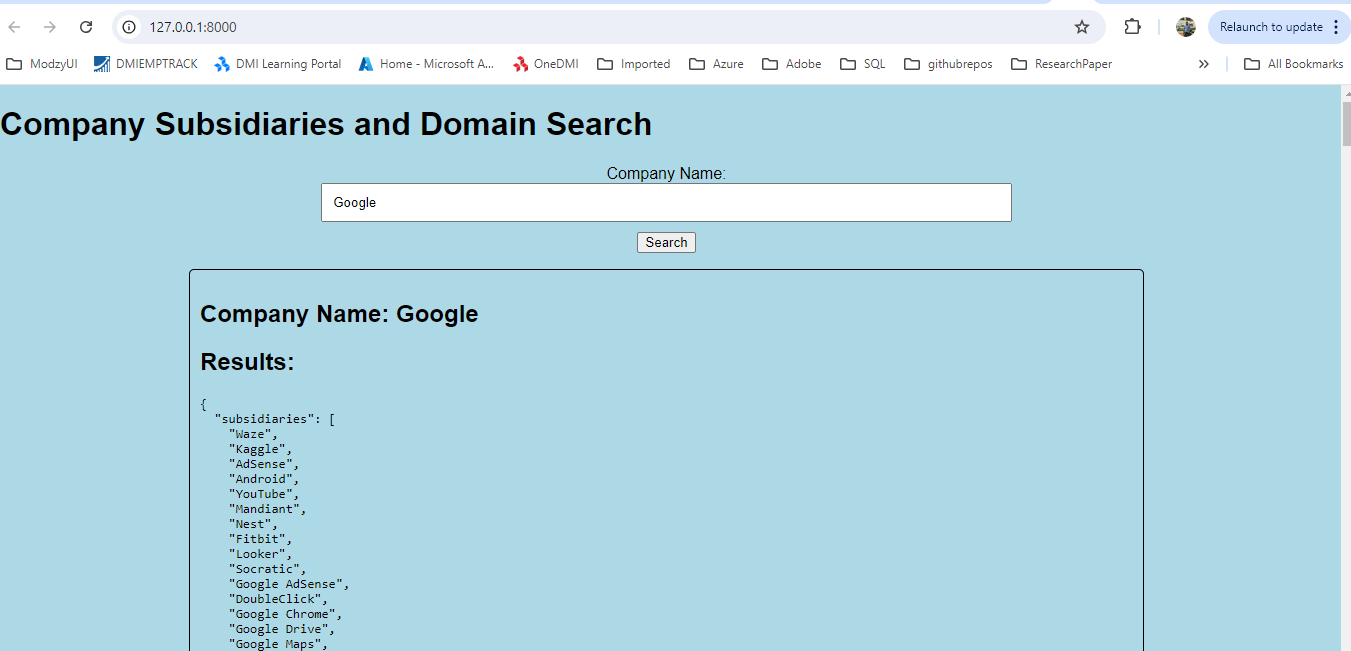 127.0.0.1:8000
Relaunch to update
ModzyUI DMIEMPTRACK DMI Learning Portal Home - Microsoft A... OneDMI Imported Azure Adobe SQL githubrepos ResearchPaper » All Bookmarks
Company Subsidiaries and Domain Search
Company Name:
Google
Search
Company Name: Google
Results:
{
"subsidiaries": [
"Waze",
"Kaggle",
"AdSense",
"Android",
"YouTube",
"Mandiant",
"Nest",
"Fitbit",
"Looker",
"Socratic",
"Google AdSense",
"DoubleClick",
"Google Chrome",
"Google Drive",
"Google Maps",